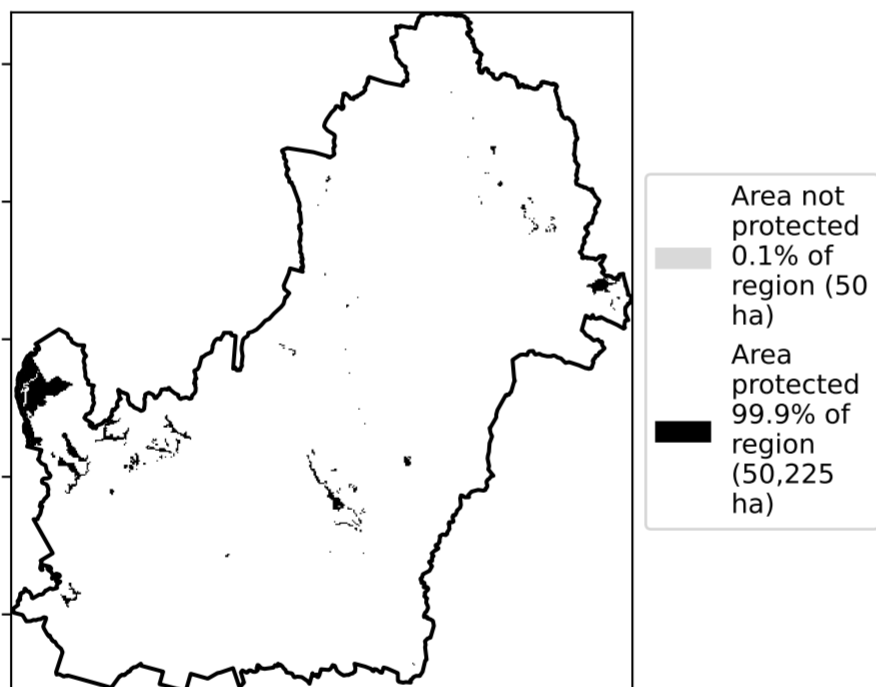 Area not
protected
0.1% of
region (50
ha)
Area
protected
99.9% of
region
(50,225
ha)